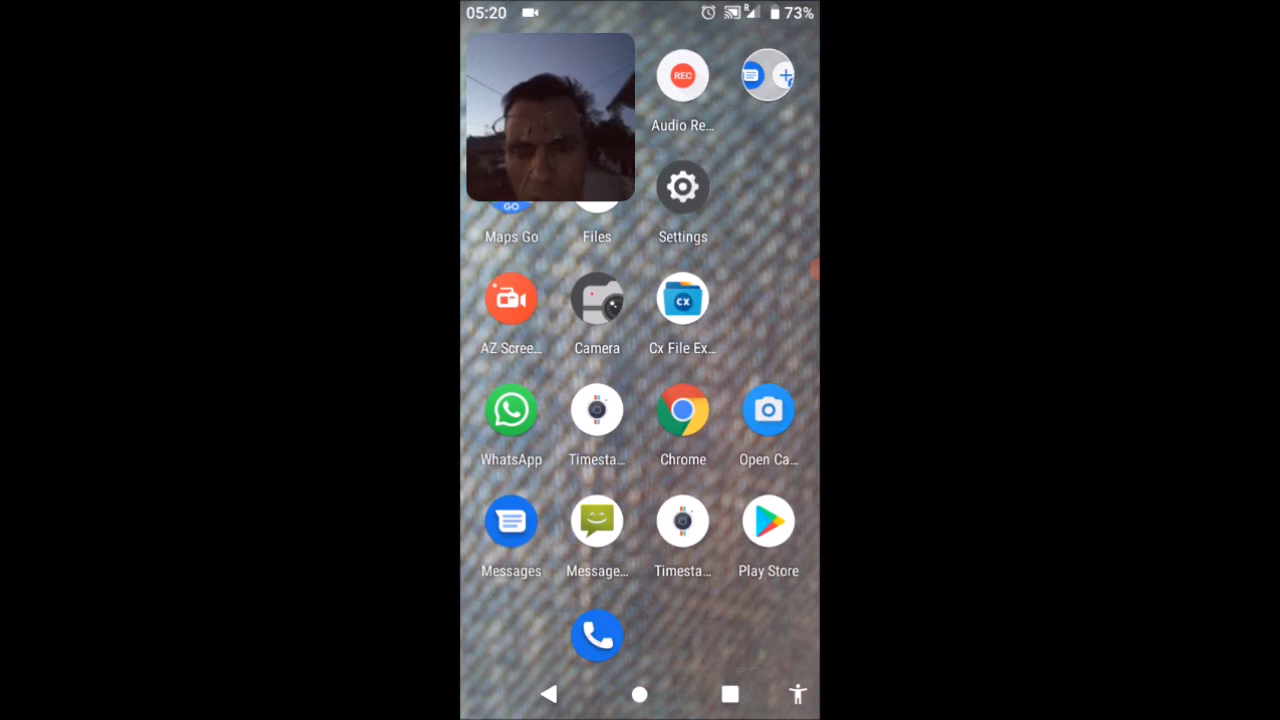 05:20
R
73%
REC
Audio Re...
GO
Maps Go
Files
Settings
CX
AZ Scree...
Camera
Cx File Ex...
WhatsApp
Timesta...
Chrome
Open Ca...
Messages
Message...
Timesta...
Play Store